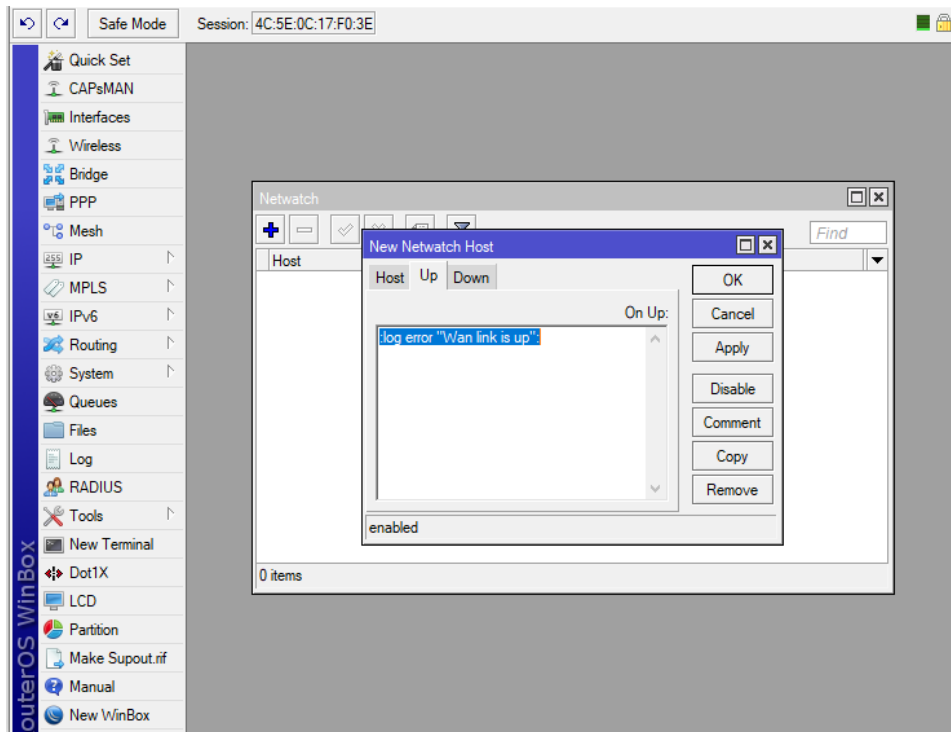 Safe Mode Session: 4C:5E:0C:17:F0:3E
Quick Set
CAPsMAN
Interfaces
Wireless
Bridge
PPP
Mesh
255 IP
MPLS
v6 IPv6
Routing
System
Queues
Files
Log
RADIUS
Tools
New Terminal
Dot1X
LCD
Partition
Make Supout.rif
Manual
New WinBox
outerOS WinBox
Netwatch
Find
Host
0 items
New Netwatch Host
Host Up Down
On Up:
:log error "Wan link is up":
OK
Cancel
Apply
Disable
Comment
Copy
Remove
enabled